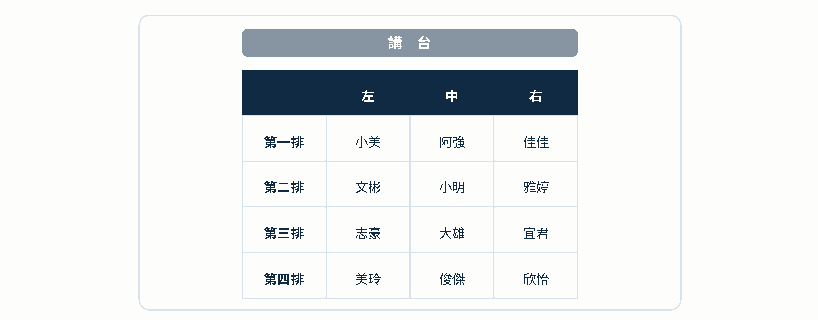 講 台
左 中 右
第一排 小美 阿強 佳佳
第二排 文彬 小明 雅婷
第三排 志豪 大雄 宜君
第四排 美玲 俊傑 欣怡